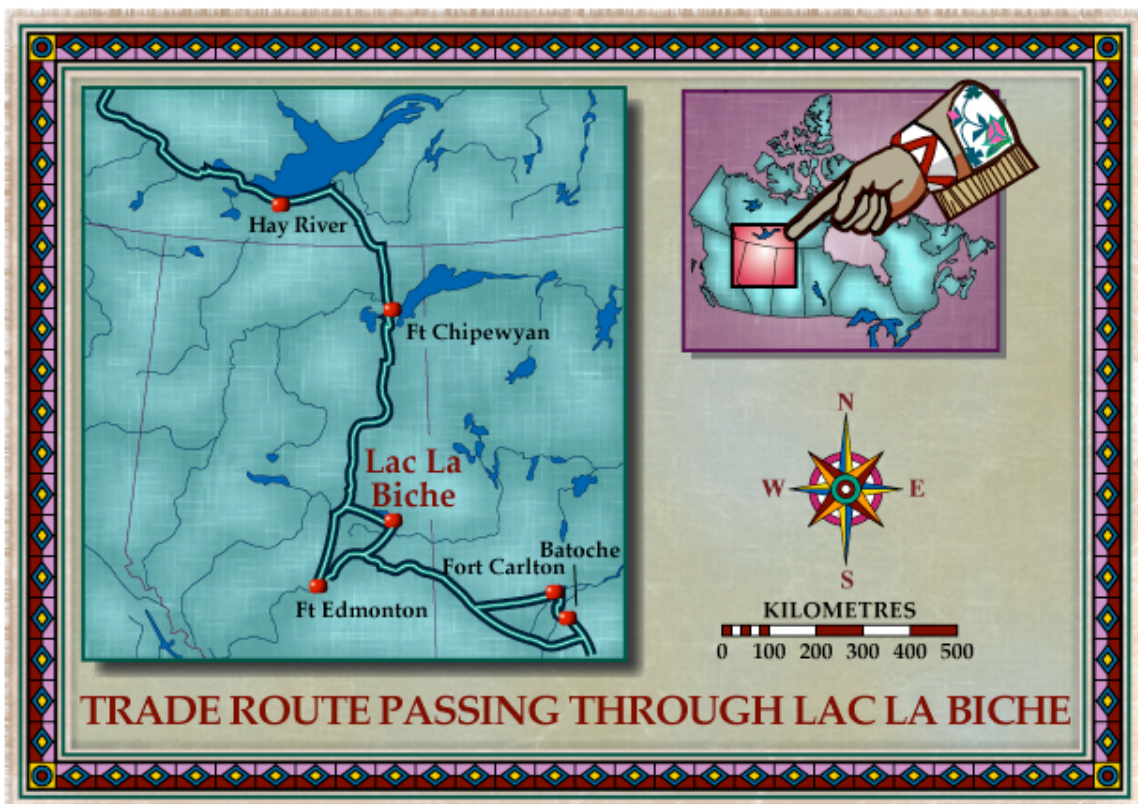 Hay River
Ft Chipewyan
Lac La
Biche
Batoche
Fort Carlton
Ft Edmonton
N
W
E
S
KILOMETRES
0 100 200 300 400 500
TRADE ROUTE PASSING THROUGH LAC LA BICHE